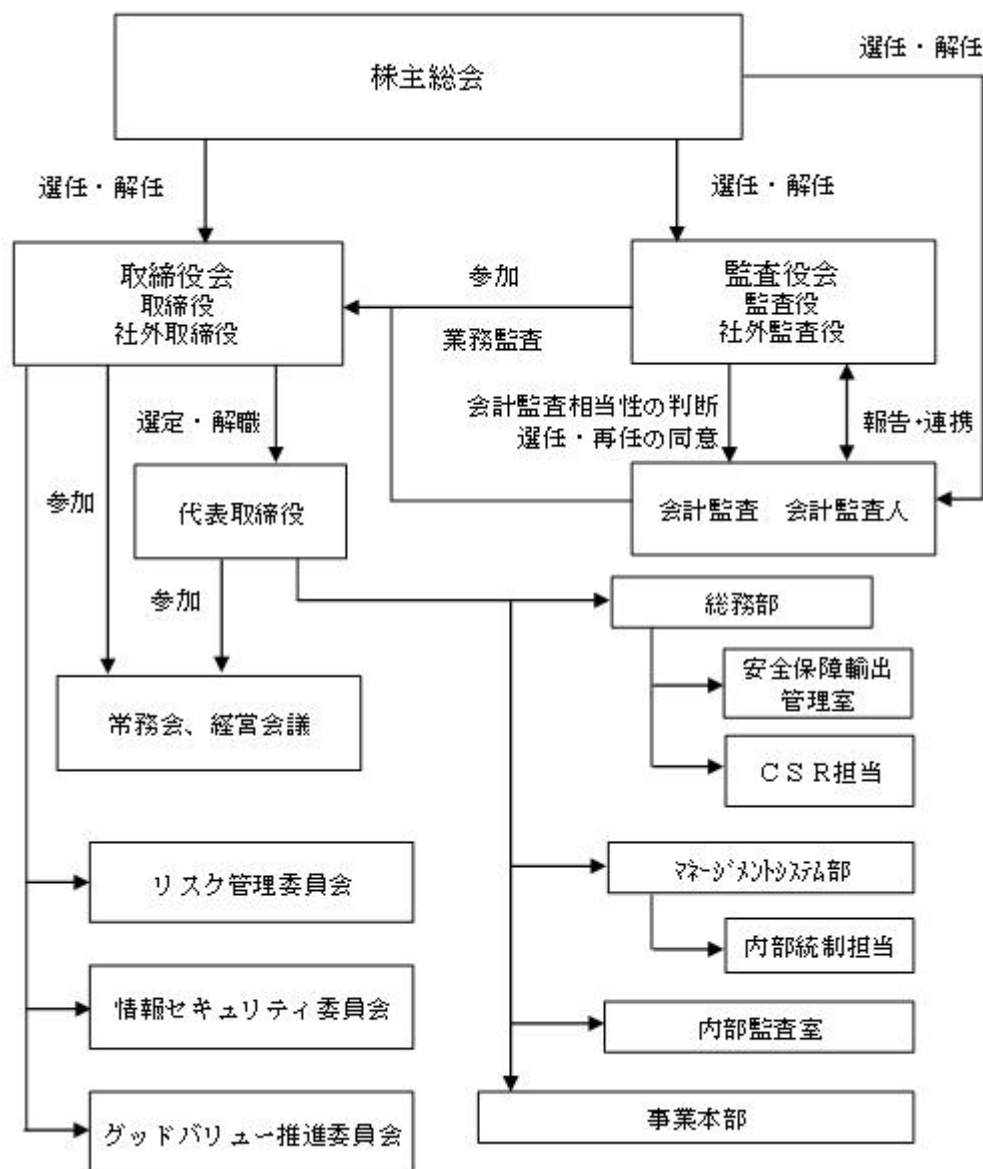 株主総会
選任・解任
選任・解任
選任・解任
取締役会
取締役
社外取締役
参加
業務監査
監査役会
監査役
社外監査役
選定・解職
会計監査相当性の判断
選任・再任の同意
報告・連携
参加
代表取締役
会計監査 会計監査人
参加
総務部
安全保障輸出
管理室
常務会、経営会議
ＣＳＲ担当
リスク管理委員会
ﾏﾈｰｼﾞﾒﾝﾄｼｽﾃﾑ部
内部統制担当
情報セキュリティ委員会
内部監査室
グッドバリュー推進委員会
事業本部